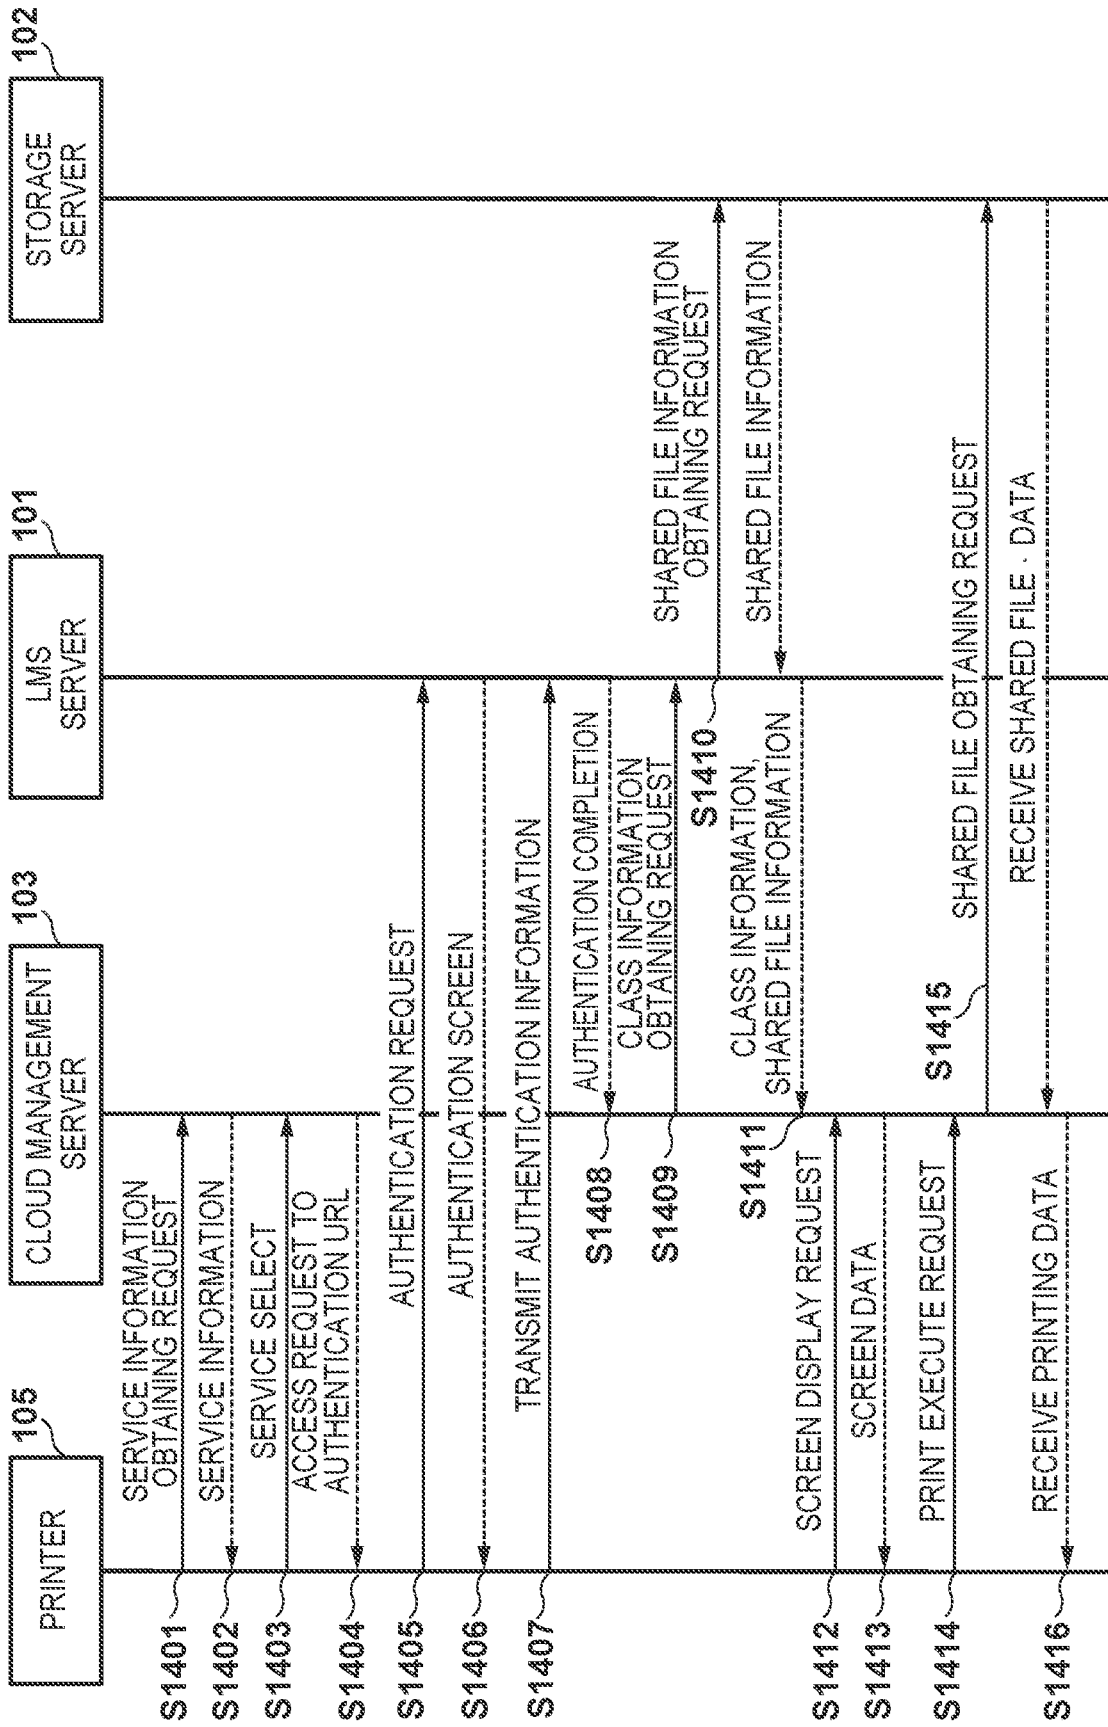 PRINTER
105
CLOUD MANAGEMENT
SERVER
103
LMS
SERVER
101
STORAGE
SERVER
102
S1401
SERVICE INFORMATION
OBTAINING REQUEST
S1402
SERVICE INFORMATION
S1403
SERVICE SELECT
S1404
ACCESS REQUEST TO
AUTHENTICATION URL
S1405
AUTHENTICATION REQUEST
S1406
AUTHENTICATION SCREEN
S1407
TRANSMIT AUTHENTICATION INFORMATION
S1408
AUTHENTICATION COMPLETION
S1409
CLASS INFORMATION
OBTAINING REQUEST
S1410
SHARED FILE INFORMATION
OBTAINING REQUEST
SHARED FILE INFORMATION
S1411
CLASS INFORMATION,
SHARED FILE INFORMATION
S1412
SCREEN DISPLAY REQUEST
S1413
SCREEN DATA
S1414
PRINT EXECUTE REQUEST
S1415
SHARED FILE OBTAINING REQUEST
RECEIVE SHARED FILE · DATA
S1416
RECEIVE PRINTING DATA